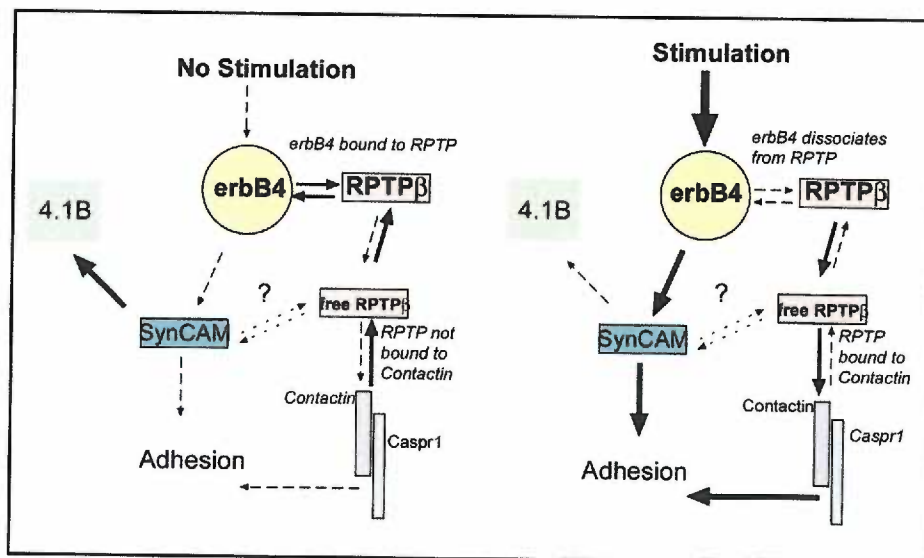 No Stimulation
erbB4 bound to RPTP
erbB4
RPTPβ
4.1B
?
free RPTPβ
SynCAM
RPTP not
bound to
Contactin
Contactin
Caspr1
Adhesion
Stimulation
erbB4 dissociates
from RPTP
erbB4
RPTPβ
4.1B
?
free RPTPβ
SynCAM
RPTP
bound to
Contactin
Contactin
Caspr1
Adhesion